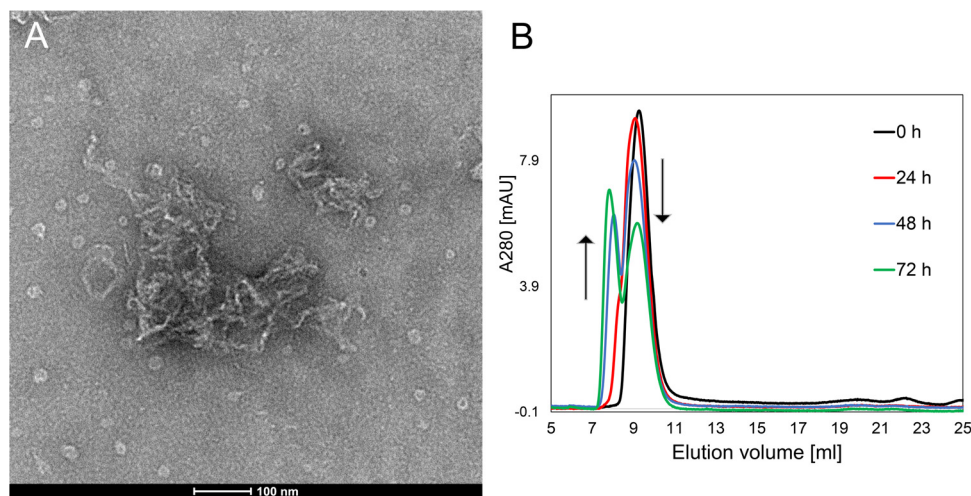 A
B
100 nm
A280 [mAU]
7.9
3.9
-0.1
5 7 9 11 13 15 17 19 21 23 25
Elution volume [ml]
0 h
24 h
48 h
72 h